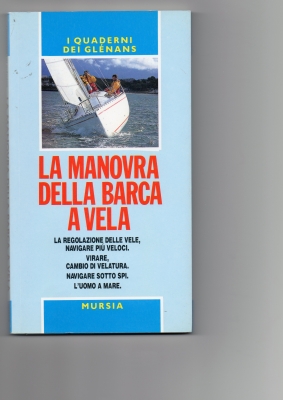 I QUADERNI
DEI GLÉNANS
LA MANOVRA
DELLA BARCA
A VELA
LA REGOLAZIONE DELLE VELE,
NAVIGARE PIÙ VELOCI.
VIRARE,
CAMBIO DI VELATURA.
NAVIGARE SOTTO SPI.
L'UOMO A MARE.
MURSIA